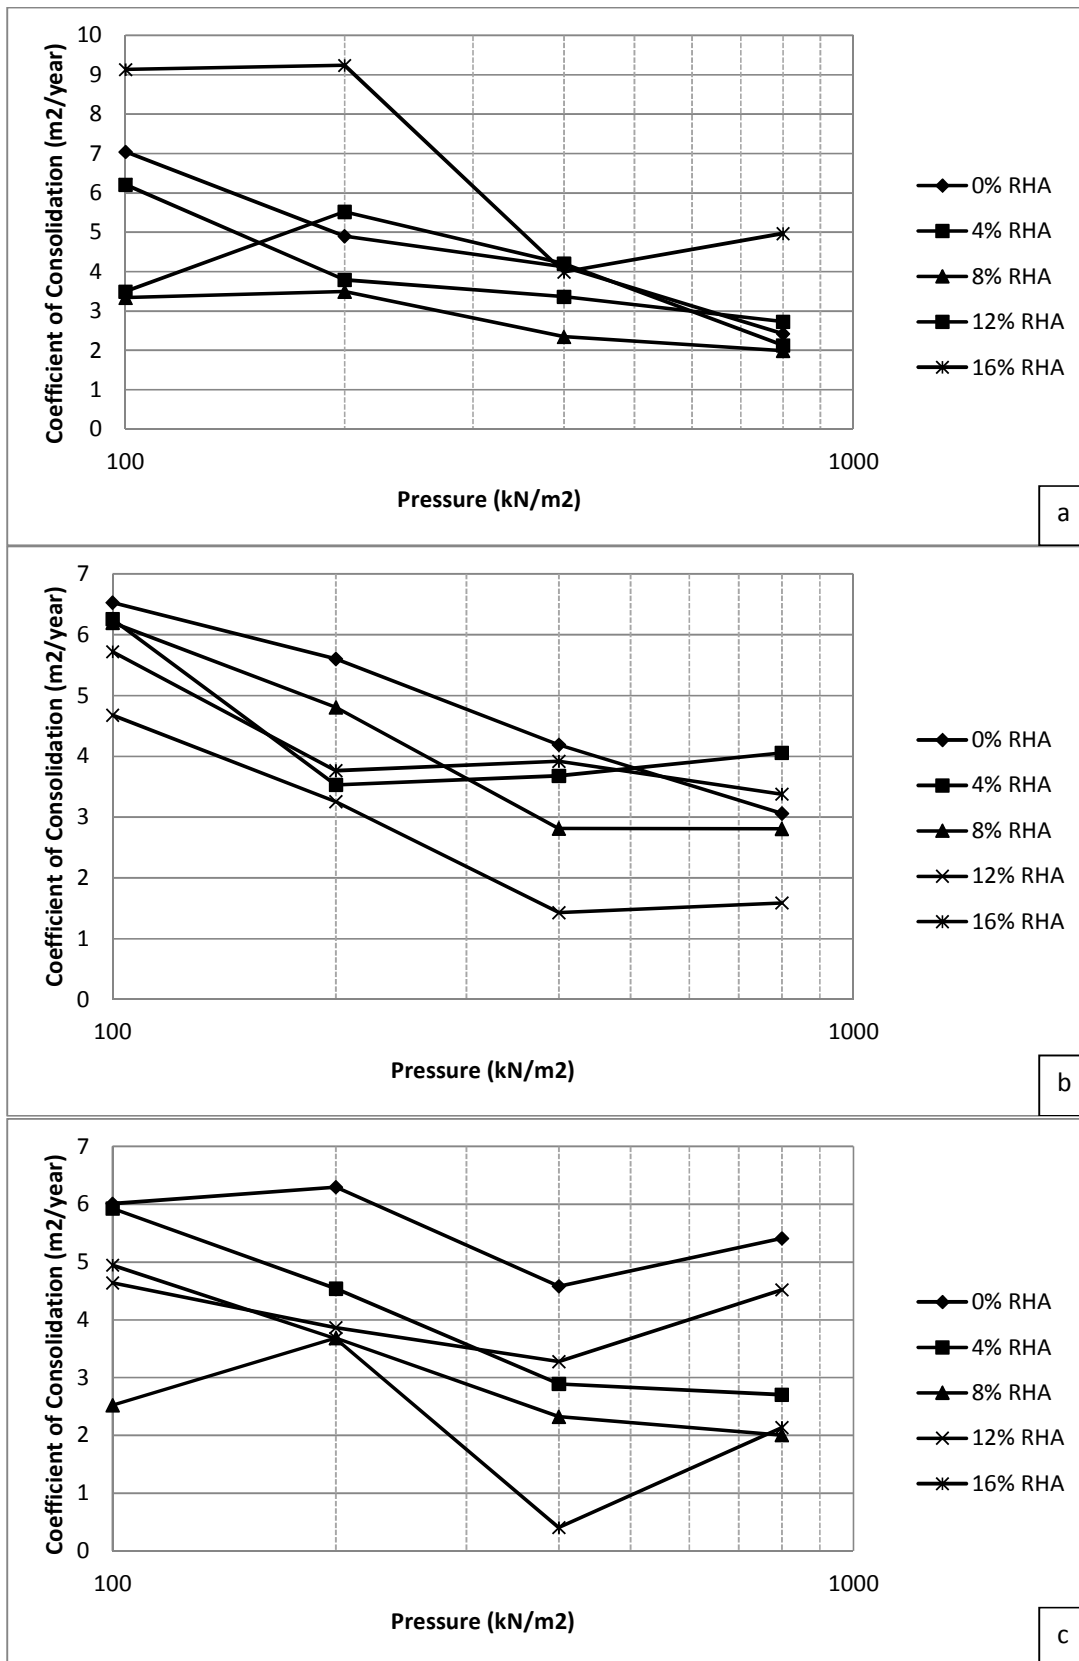 10
9
8
7
6
5
4
3
2
1
0
Coefficient of Consolidation (m2/year)
100
1000
Pressure (kN/m2)
0% RHA
4% RHA
8% RHA
12% RHA
16% RHA
a
7
6
5
4
3
2
1
0
Coefficient of Consolidation (m2/year)
100
1000
Pressure (kN/m2)
0% RHA
4% RHA
8% RHA
12% RHA
16% RHA
b
7
6
5
4
3
2
1
0
Coefficient of Consolidation (m2/year)
100
1000
Pressure (kN/m2)
0% RHA
4% RHA
8% RHA
12% RHA
16% RHA
c